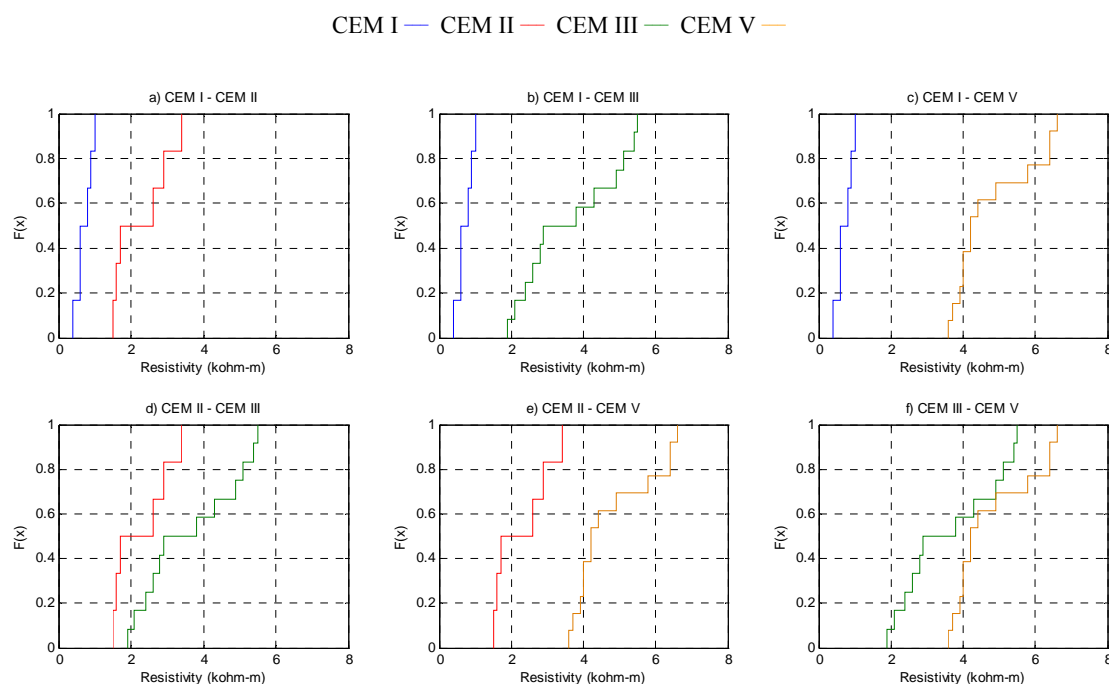 CEM I CEM II CEM III CEM V
a) CEM I - CEM II
b) CEM I - CEM III
c) CEM I - CEM V
1
0.8
0.6
0.4
0.2
0
F(x)
0 2 4 6 8
Resistivity (kohm-m)
1
0.8
0.6
0.4
0.2
0
F(x)
0 2 4 6 8
Resistivity (kohm-m)
1
0.8
0.6
0.4
0.2
0
F(x)
0 2 4 6 8
Resistivity (kohm-m)
d) CEM II - CEM III
e) CEM II - CEM V
f) CEM III - CEM V
1
0.8
0.6
0.4
0.2
0
F(x)
0 2 4 6 8
Resistivity (kohm-m)
1
0.8
0.6
0.4
0.2
0
F(x)
0 2 4 6 8
Resistivity (kohm-m)
1
0.8
0.6
0.4
0.2
0
F(x)
0 2 4 6 8
Resistivity (kohm-m)